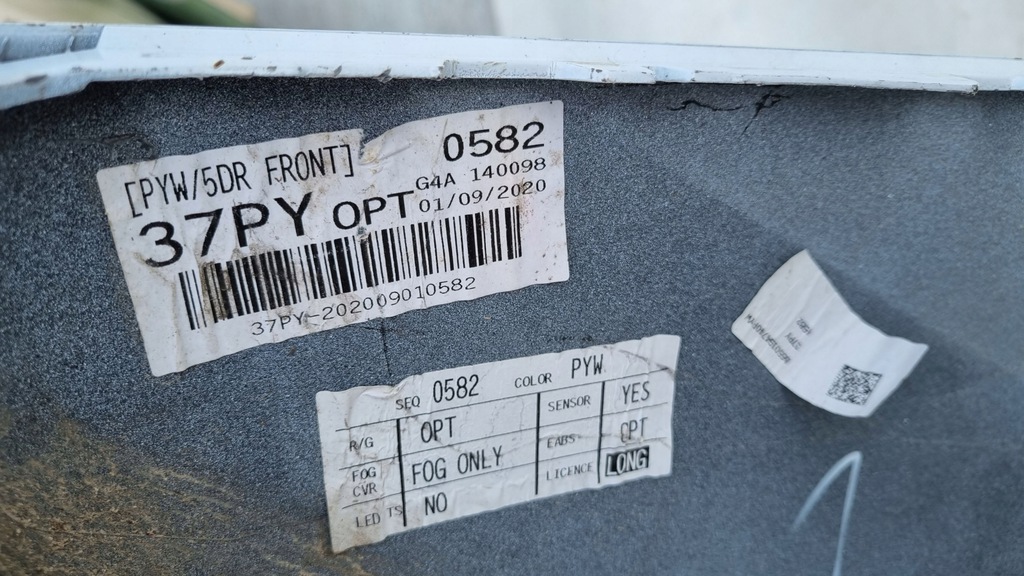 [PYW/5DR FRONT]
0582
37PY OPT
G4A 140098
01/09/2020
37PY-202009010582
SEQ 0582 COLOR PYW
R/G OPT SENSOR YES
FOG CVR FOG ONLY EABS OPT
LED TS NO LICENCE LONG
1